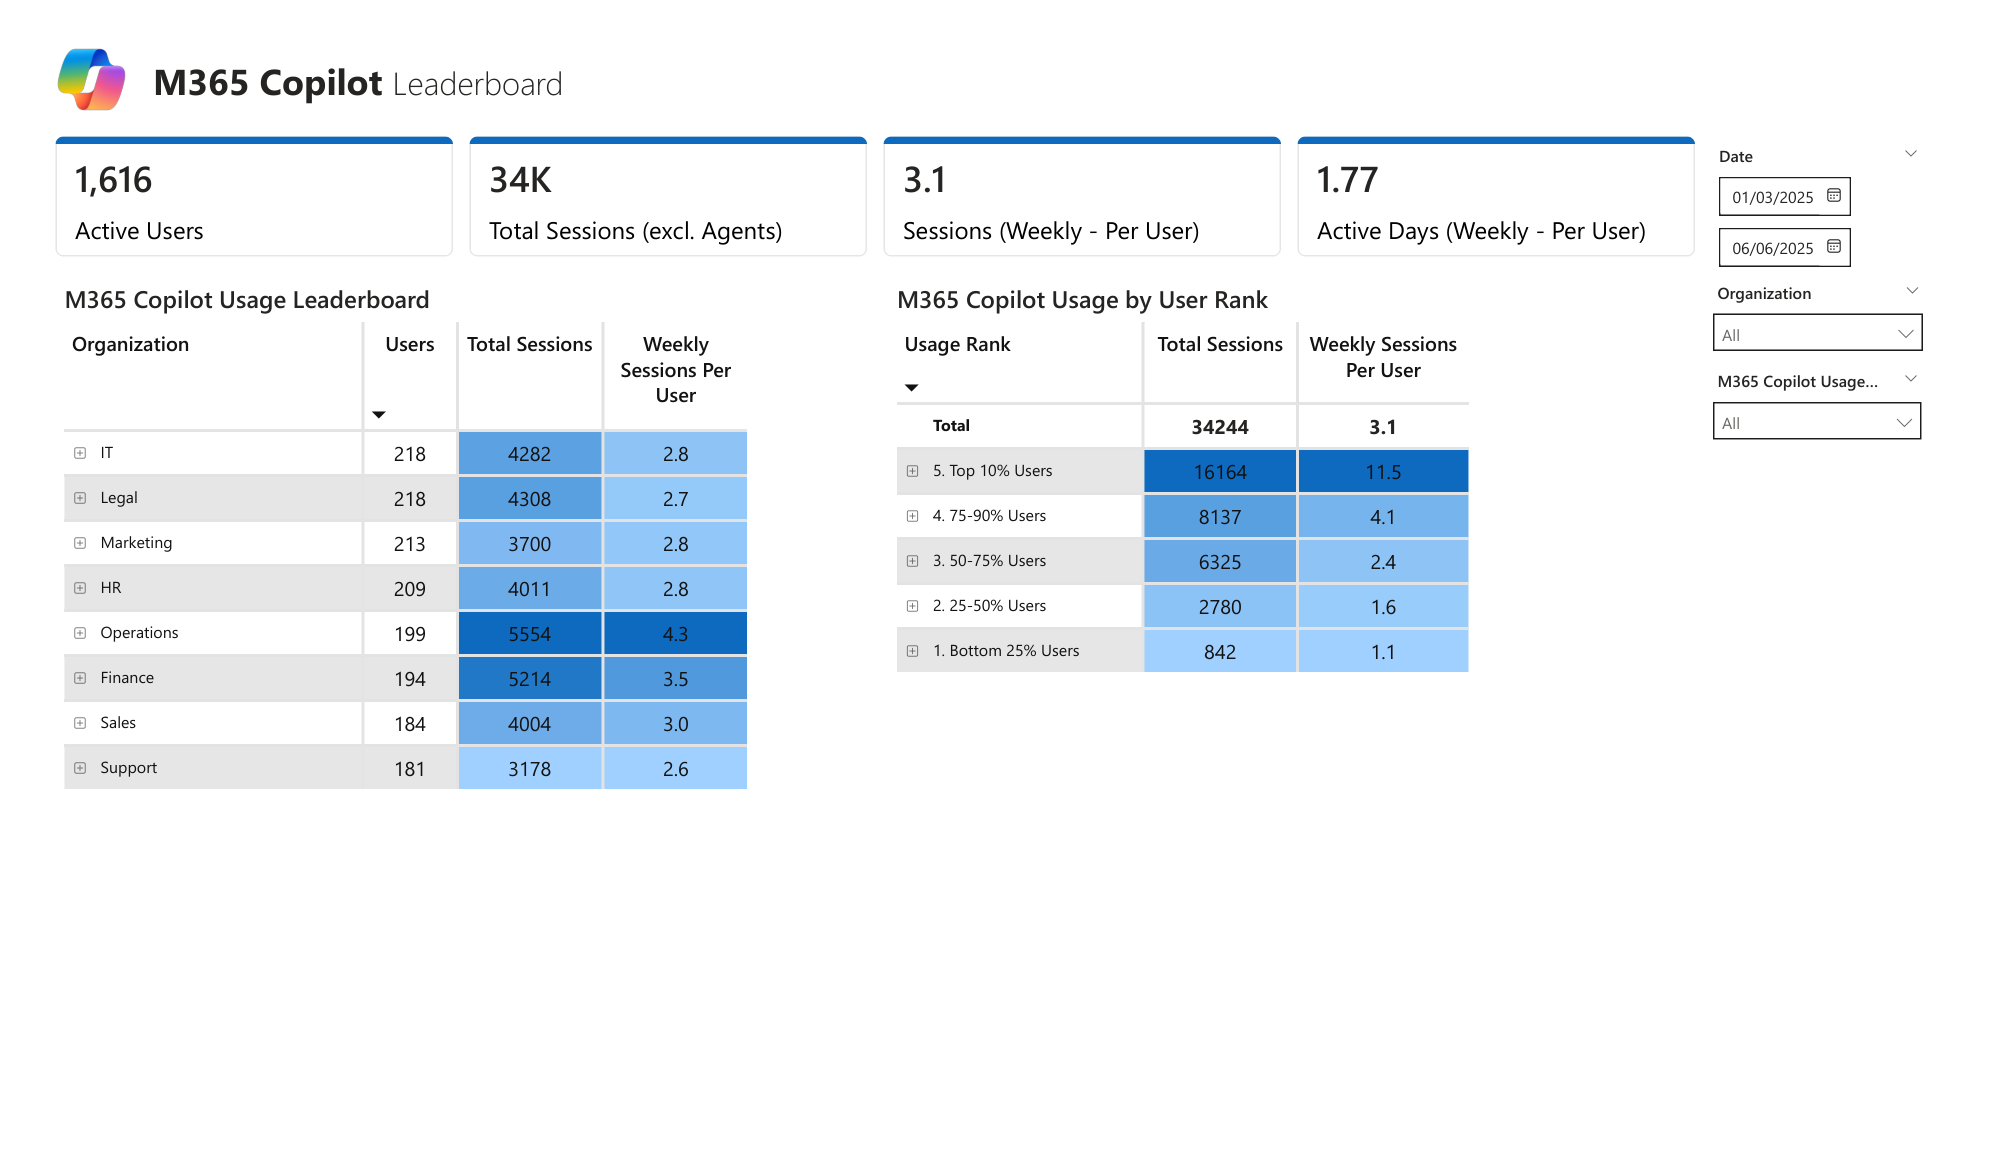 M365 Copilot Leaderboard
1,616
Active Users
34K
Total Sessions (excl. Agents)
3.1
Sessions (Weekly - Per User)
1.77
Active Days (Weekly - Per User)
Date
01/03/2025
06/06/2025
Organization
All
M365 Copilot Usage...
All
M365 Copilot Usage Leaderboard
Organization Users Total Sessions Weekly
Sessions Per
User
IT 218 4282 2.8
Legal 218 4308 2.7
Marketing 213 3700 2.8
HR 209 4011 2.8
Operations 199 5554 4.3
Finance 194 5214 3.5
Sales 184 4004 3.0
Support 181 3178 2.6
M365 Copilot Usage by User Rank
Usage Rank Total Sessions Weekly Sessions
Per User
Total 34244 3.1
5. Top 10% Users 16164 11.5
4. 75-90% Users 8137 4.1
3. 50-75% Users 6325 2.4
2. 25-50% Users 2780 1.6
1. Bottom 25% Users 842 1.1